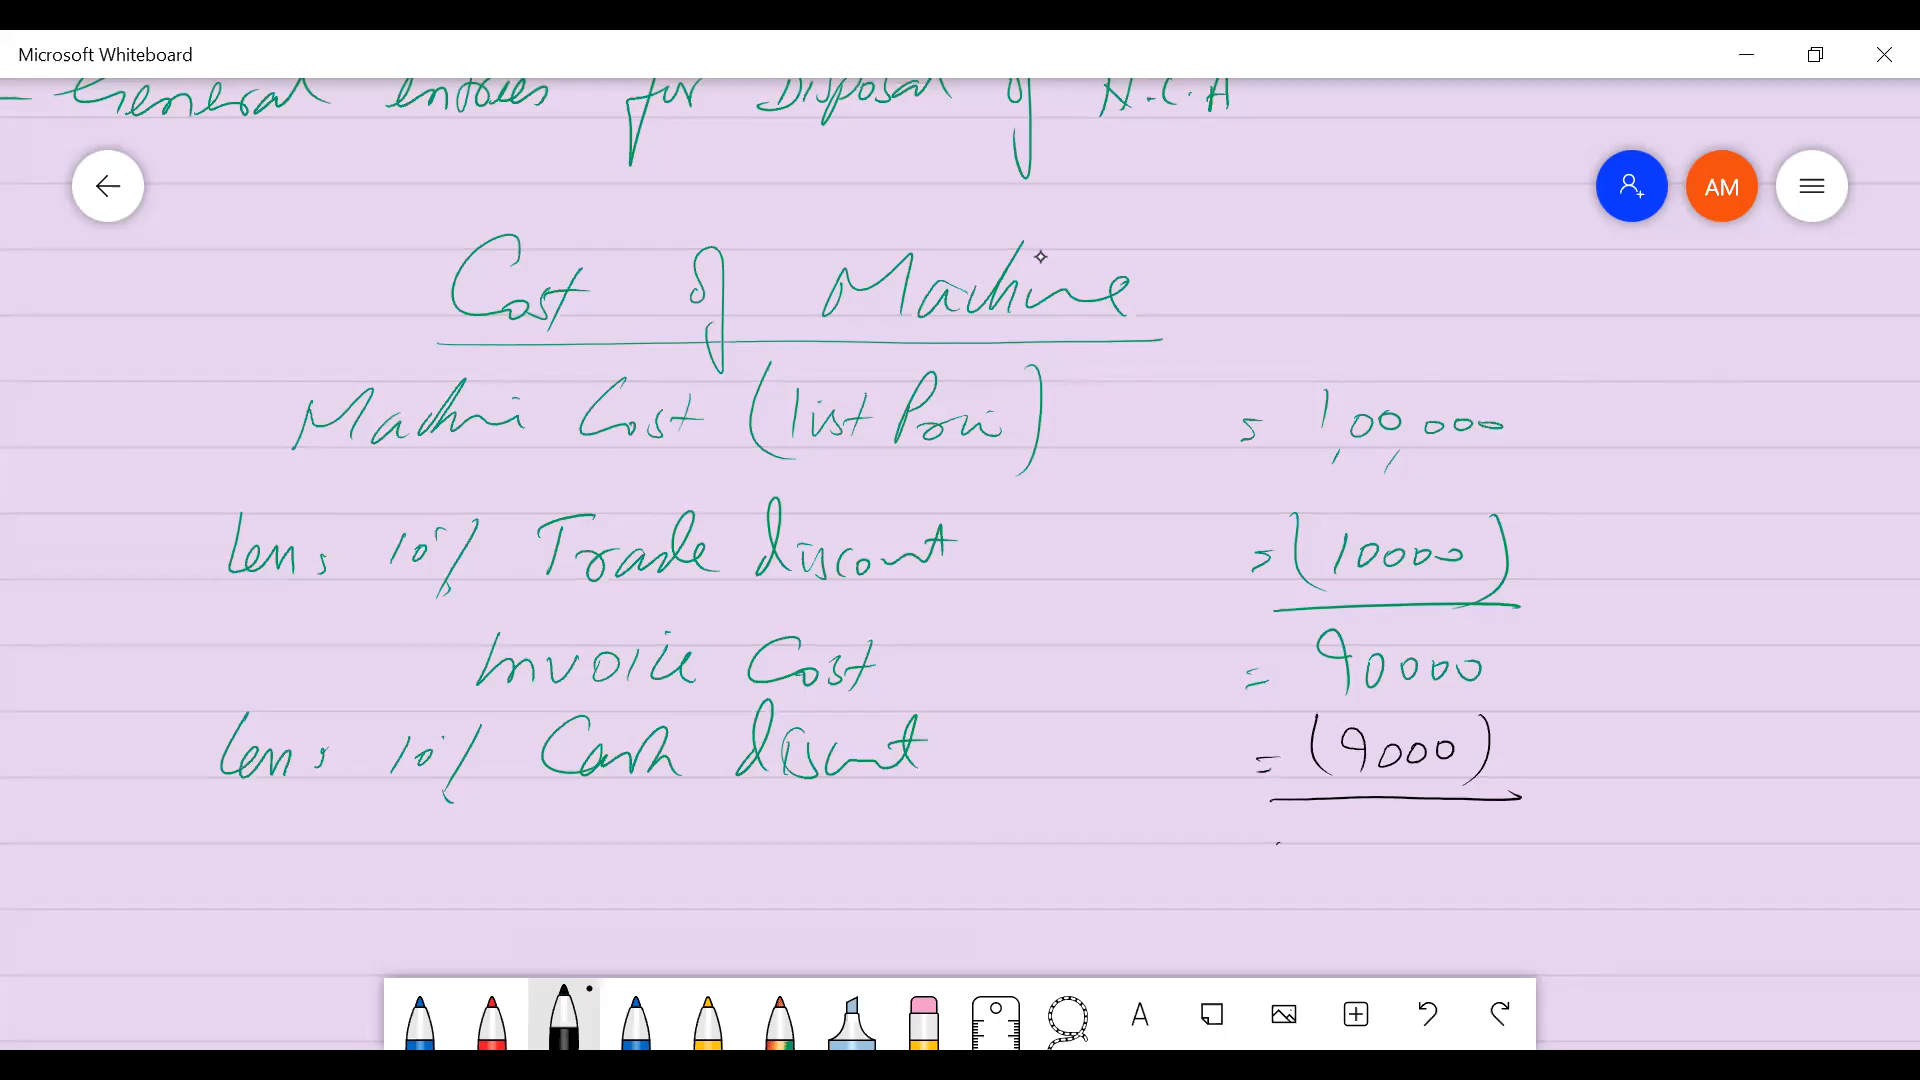 Microsoft Whiteboard
- General entries for Disposal of N.C.A
AM
Cost of Machine
Machine Cost (list Price) = 1,00,000
Less: 10% Trade discount = (10000)
Invoice Cost = 90000
Less: 10% Cash discount = (9000)
A